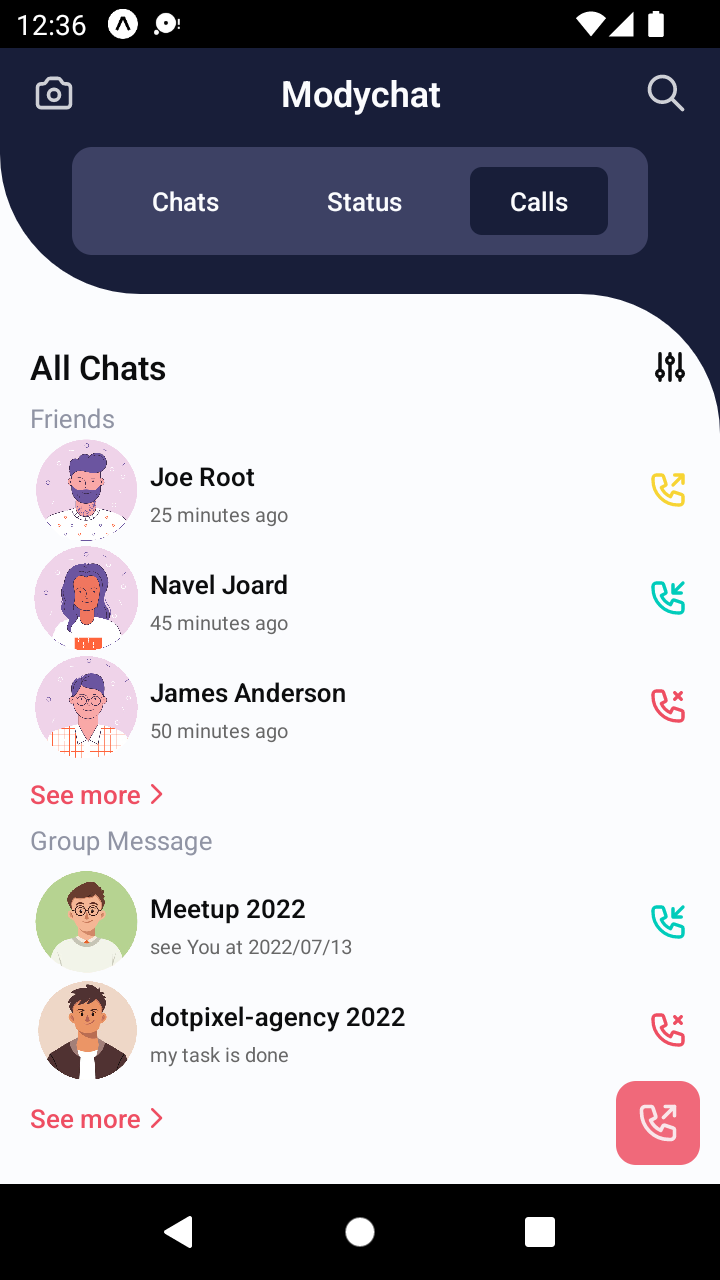 12:36
Modychat
Chats Status Calls
All Chats
Friends
Joe Root
25 minutes ago
Navel Joard
45 minutes ago
James Anderson
50 minutes ago
See more
Group Message
Meetup 2022
see You at 2022/07/13
dotpixel-agency 2022
my task is done
See more